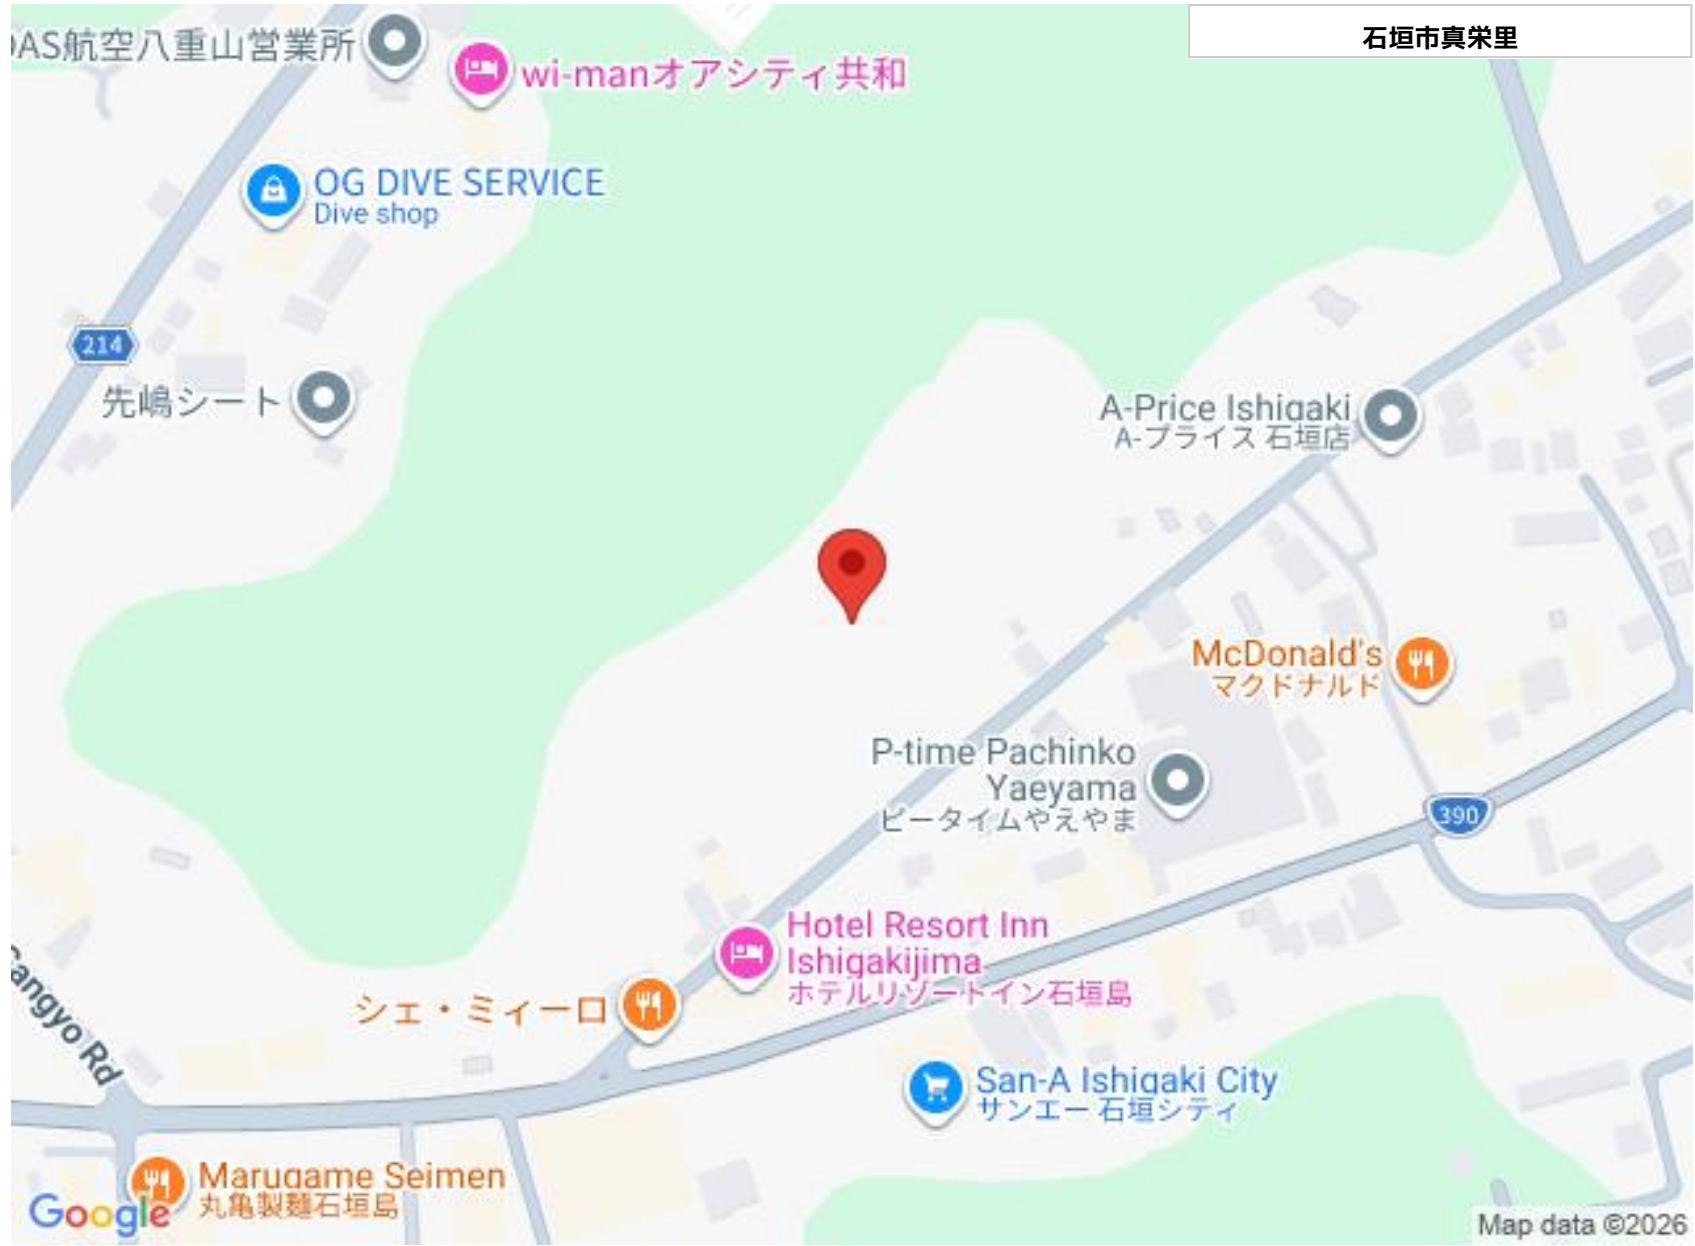 石垣市真栄里
DAS航空八重山営業所
wi-manオアシティ共和
OG DIVE SERVICE
Dive shop
214
先嶋シート
A-Price Ishigaki
A-プライス 石垣店
McDonald's
マクドナルド
P-time Pachinko
Yaeyama
ピータイムやえやま
390
Hotel Resort Inn
Ishigakijima
ホテルリゾートイン石垣島
シェ・ミィーロ
Sangyo Rd
San-A Ishigaki City
サンエー 石垣シティ
Marugame Seimen
丸亀製麺石垣島
Google
Map data ©2026